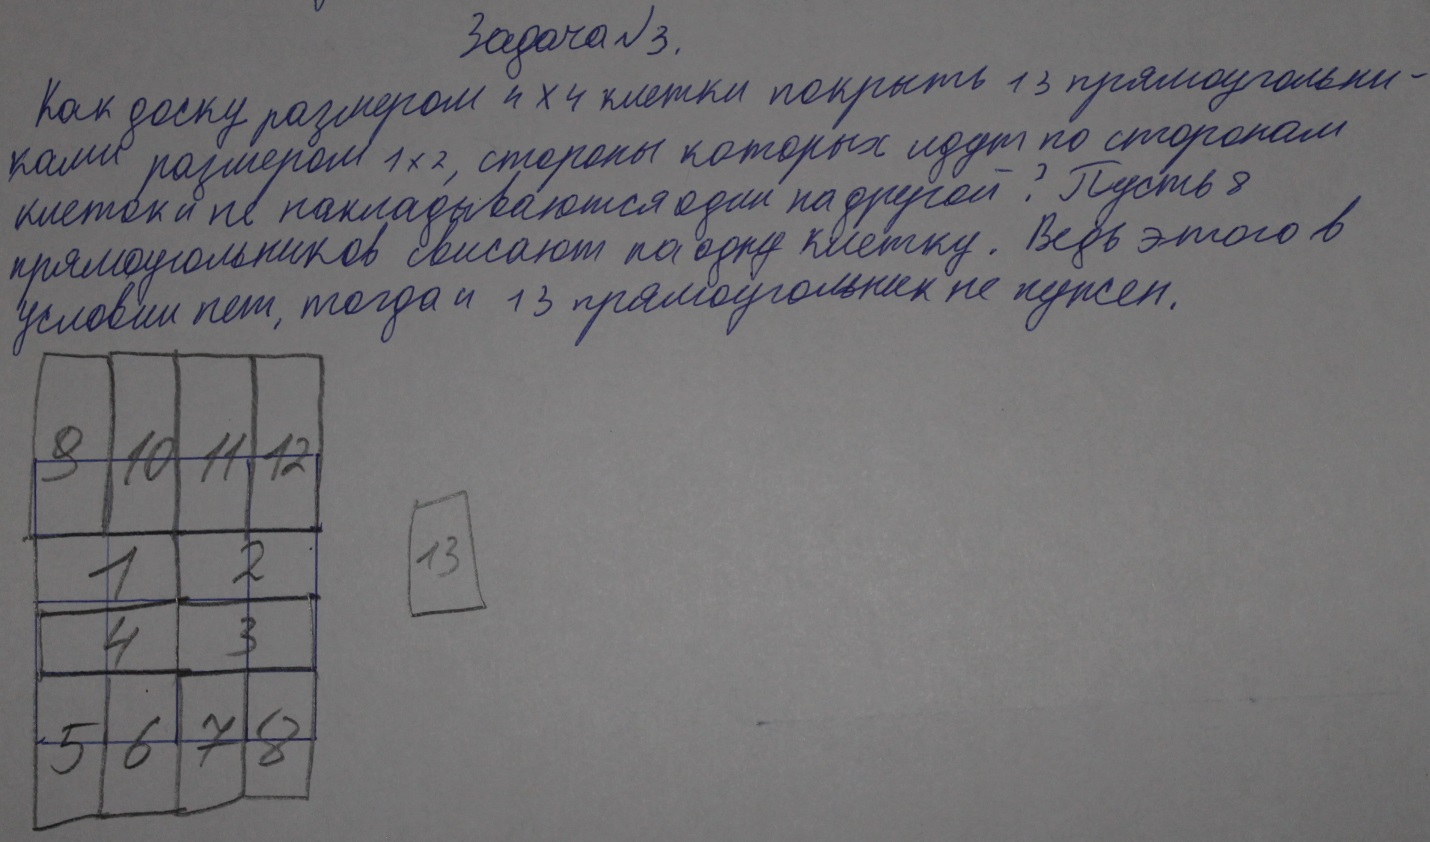 Задача №3.
Как доску размером 4 х 4 клетки покрыть 13 прямоугольни-
ками размером 1 х 2, стороны которых идут по сторонам
клеток и не накладываются один на другой? Пусть 8
прямоугольников свисают на одну клетку. Ведь этого в
условии нет, тогда и 13 прямоугольник не нужен.
9 10 11 12
1 2
13
4 3
5 6 7 8